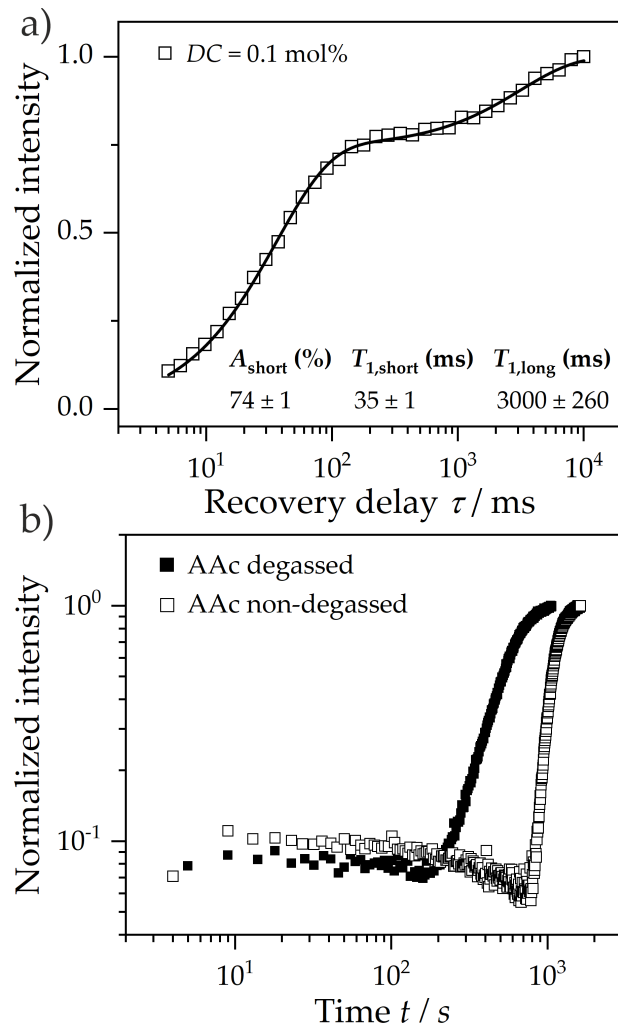 a)
DC = 0.1 mol%
1.0
0.5
0.0
Normalized intensity
A_short (%) T_1,short (ms) T_1,long (ms)
74 ± 1 35 ± 1 3000 ± 260
10^1 10^2 10^3 10^4
Recovery delay τ / ms
b)
AAc degassed
AAc non-degassed
10^0
10^-1
Normalized intensity
10^1 10^2 10^3
Time t / s